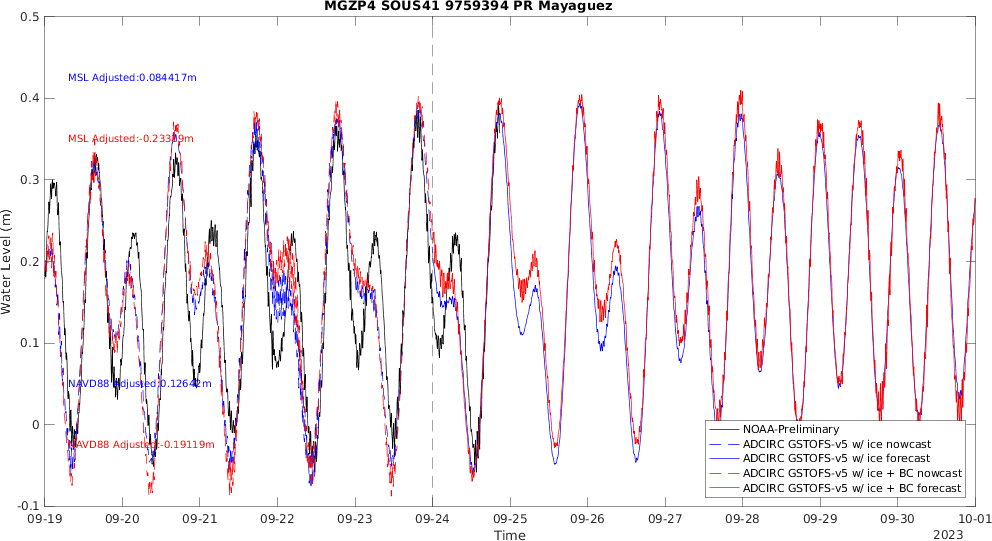 MGZP4 SOUS41 9759394 PR Mayaguez
0.5
0.4
0.3
0.2
0.1
0
-0.1
Water Level (m)
MSL Adjusted:0.084417m
MSL Adjusted:-0.23319m
NAVD88 Adjusted:0.12642m
NAVD88 Adjusted:-0.19119m
NOAA-Preliminary
ADCIRC GSTOFS-v5 w/ ice nowcast
ADCIRC GSTOFS-v5 w/ ice forecast
ADCIRC GSTOFS-v5 w/ ice + BC nowcast
ADCIRC GSTOFS-v5 w/ ice + BC forecast
09-19 09-20 09-21 09-22 09-23 09-24 09-25 09-26 09-27 09-28 09-29 09-30 10-01
Time
2023